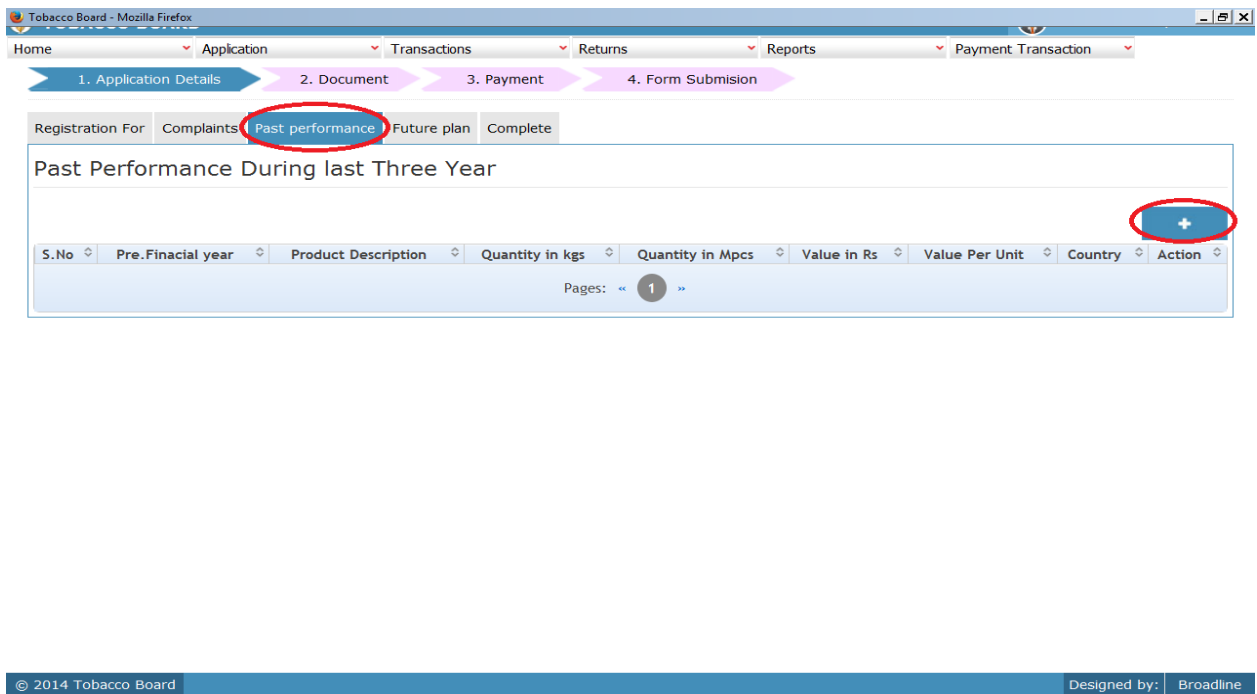 Tobacco Board - Mozilla Firefox
TOBACCO BOARD
Home Application Transactions Returns Reports Payment Transaction
1. Application Details 2. Document 3. Payment 4. Form Submision
Registration For Complaints Past performance Future plan Complete
Past Performance During last Three Year
S.No Pre.Finacial year Product Description Quantity in kgs Quantity in Mpcs Value in Rs Value Per Unit Country Action
Pages: « 1 »
© 2014 Tobacco Board Designed by: Broadline